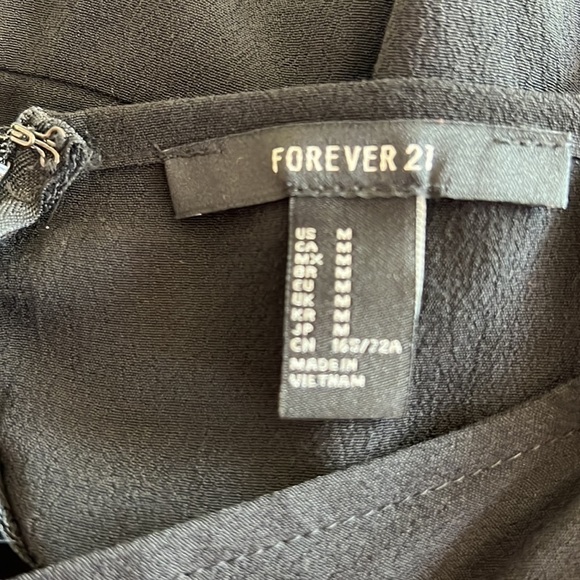 FOREVER 21
US M
CA M
MX M
BR M
EU M
UK M
KR M
JP M
CN 165/72A
MADE IN
VIETNAM